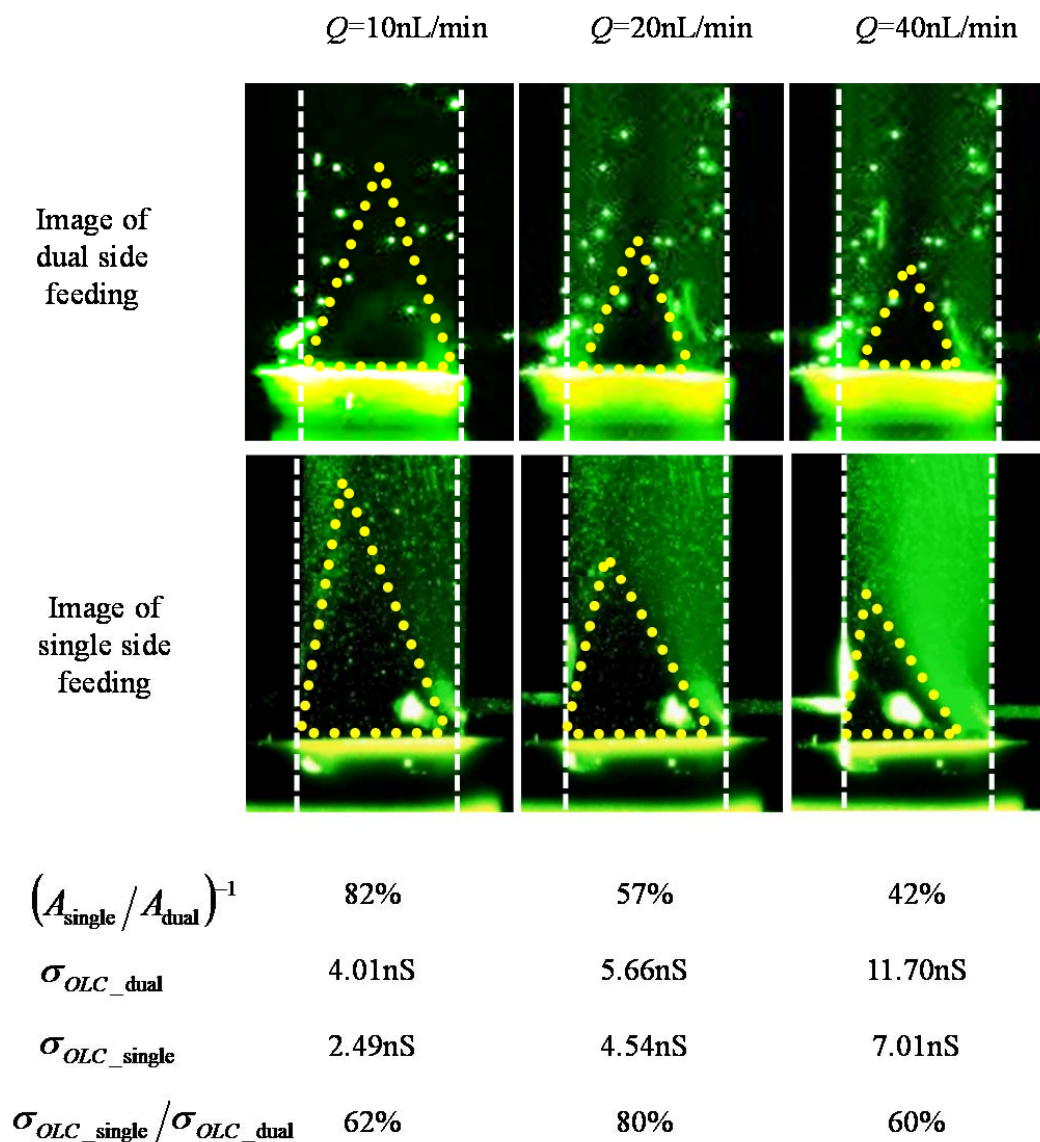 Q=10nL/min Q=20nL/min Q=40nL/min
Image of
dual side
feeding
Image of
single side
feeding
(A_single/A_dual)^–1 82% 57% 42%
σ_OLC_dual 4.01nS 5.66nS 11.70nS
σ_OLC_single 2.49nS 4.54nS 7.01nS
σ_OLC_single/σ_OLC_dual 62% 80% 60%